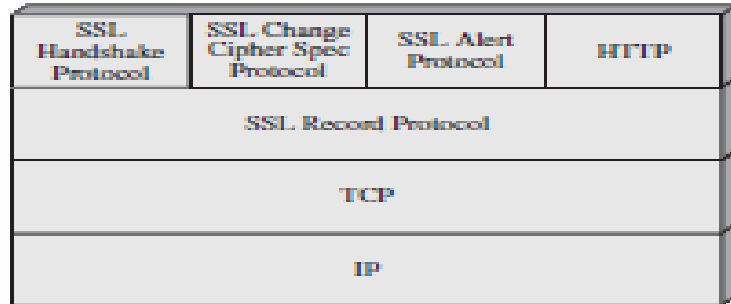 SSL
Handshake
Protocol
SSL Change
Cipher Spec
Protocol
SSL Alert
Protocol
HTTP
SSL Record Protocol
TCP
IP